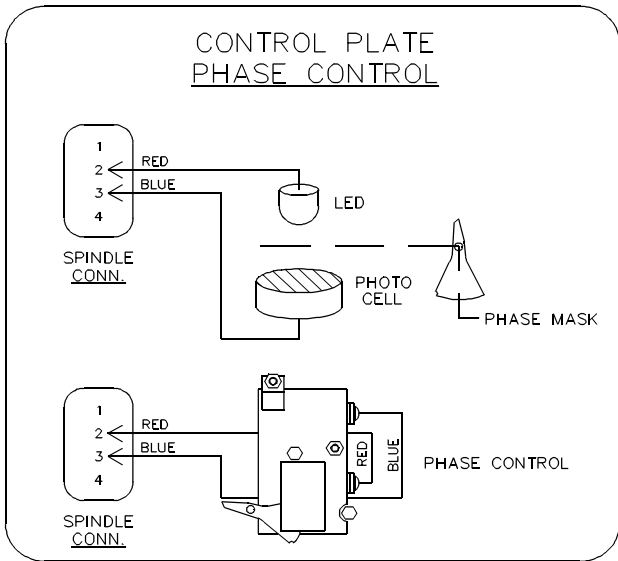 CONTROL PLATE
PHASE CONTROL
1
2
3
4
RED
BLUE
SPINDLE
CONN.
LED
PHOTO
CELL
PHASE MASK
1
2
3
4
RED
BLUE
SPINDLE
CONN.
RED
BLUE
PHASE CONTROL